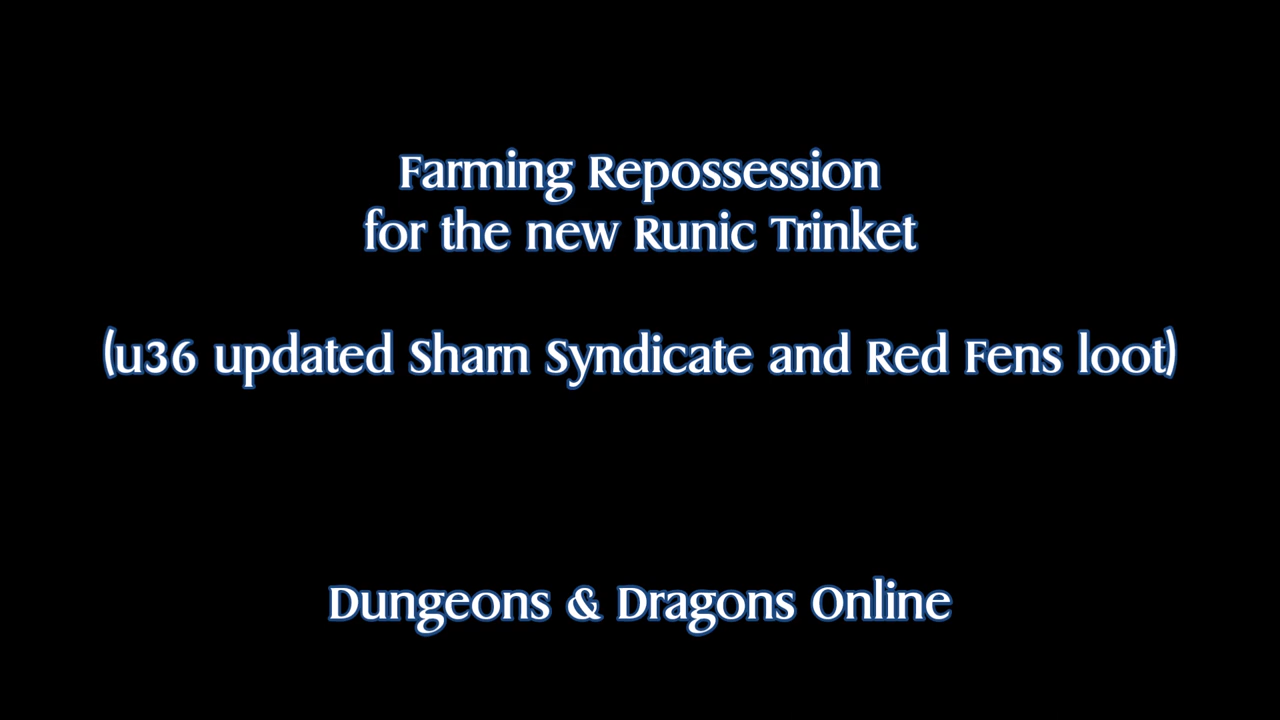 Farming Repossession
for the new Runic Trinket
(u36 updated Sharn Syndicate and Red Fens loot)
Dungeons & Dragons Online